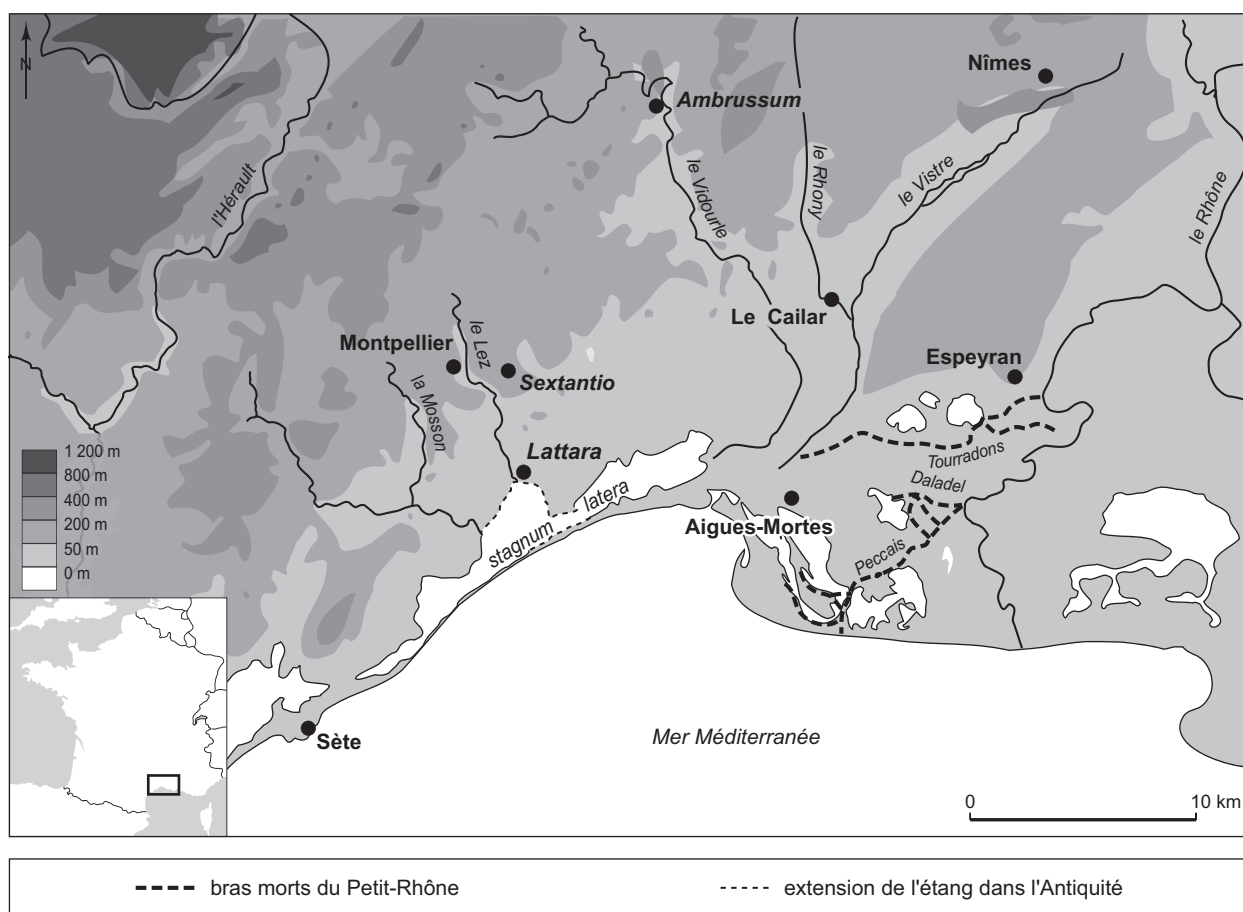 N
Nîmes
Ambrussum
l'Hérault
le Vidourle
le Rhony
le Vistre
le Rhône
Le Cailar
Montpellier
le Lez
Sextantio
Espeyran
la Mosson
Lattara
Tourradons
Daladel
stagnum latera
Aigues-Mortes
Peccais
1 200 m
800 m
400 m
200 m
50 m
0 m
Sète
Mer Méditerranée
0 10 km
bras morts du Petit-Rhône
extension de l'étang dans l'Antiquité